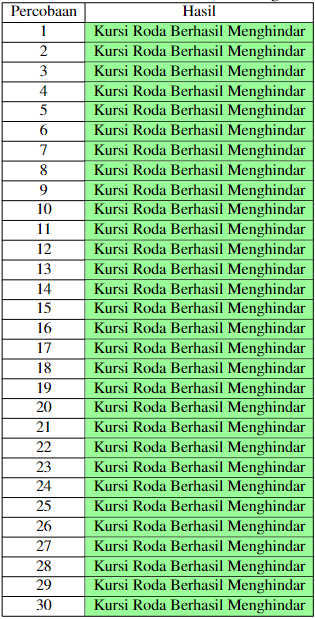 Percobaan Hasil
1 Kursi Roda Berhasil Menghindar
2 Kursi Roda Berhasil Menghindar
3 Kursi Roda Berhasil Menghindar
4 Kursi Roda Berhasil Menghindar
5 Kursi Roda Berhasil Menghindar
6 Kursi Roda Berhasil Menghindar
7 Kursi Roda Berhasil Menghindar
8 Kursi Roda Berhasil Menghindar
9 Kursi Roda Berhasil Menghindar
10 Kursi Roda Berhasil Menghindar
11 Kursi Roda Berhasil Menghindar
12 Kursi Roda Berhasil Menghindar
13 Kursi Roda Berhasil Menghindar
14 Kursi Roda Berhasil Menghindar
15 Kursi Roda Berhasil Menghindar
16 Kursi Roda Berhasil Menghindar
17 Kursi Roda Berhasil Menghindar
18 Kursi Roda Berhasil Menghindar
19 Kursi Roda Berhasil Menghindar
20 Kursi Roda Berhasil Menghindar
21 Kursi Roda Berhasil Menghindar
22 Kursi Roda Berhasil Menghindar
23 Kursi Roda Berhasil Menghindar
24 Kursi Roda Berhasil Menghindar
25 Kursi Roda Berhasil Menghindar
26 Kursi Roda Berhasil Menghindar
27 Kursi Roda Berhasil Menghindar
28 Kursi Roda Berhasil Menghindar
29 Kursi Roda Berhasil Menghindar
30 Kursi Roda Berhasil Menghindar